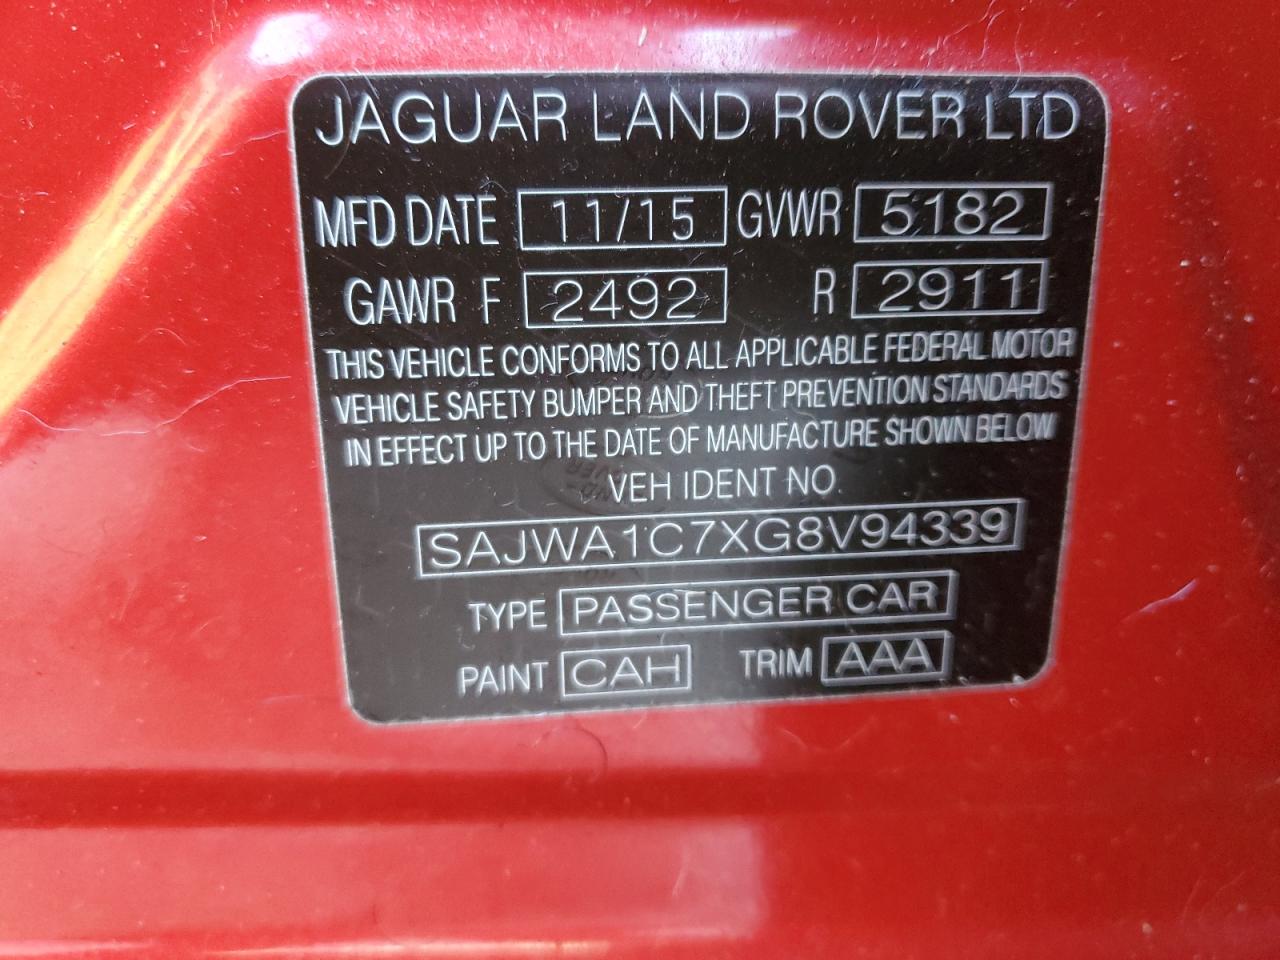 JAGUAR LAND ROVER LTD
MFD DATE 11/15 GVWR 5182
GAWR F 2492 R 2911
THIS VEHICLE CONFORMS TO ALL APPLICABLE FEDERAL MOTOR
VEHICLE SAFETY BUMPER AND THEFT PREVENTION STANDARDS
IN EFFECT UP TO THE DATE OF MANUFACTURE SHOWN BELOW
VEH IDENT NO.
SAJWA1C7XG8V94339
TYPE PASSENGER CAR
PAINT CAH TRIM AAA